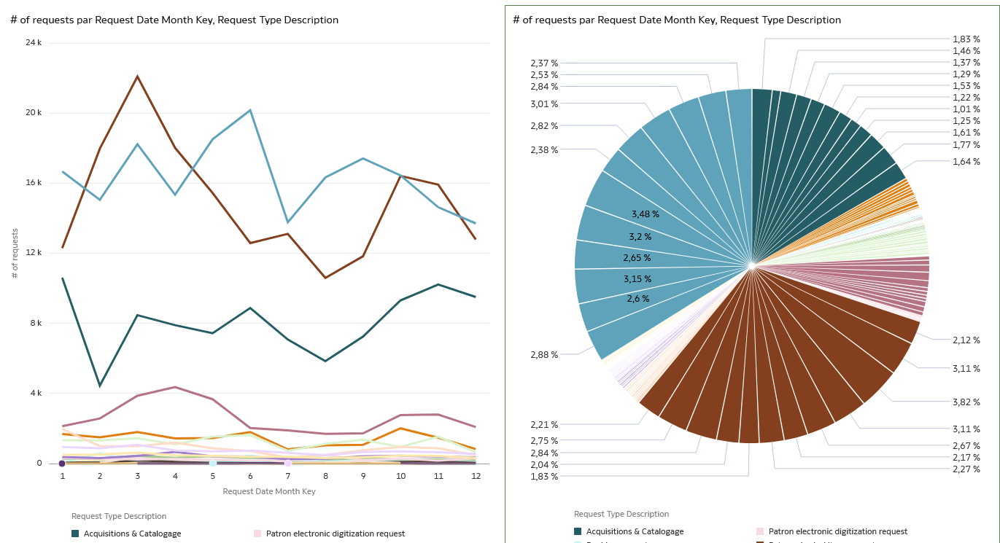 # of requests par Request Date Month Key, Request Type Description
24 k
20 k
16 k
12 k
8 k
4 k
0
# of requests
1 2 3 4 5 6 7 8 9 10 11 12
Request Date Month Key
Request Type Description
Acquisitions & Catalogage
Patron electronic digitization request
# of requests par Request Date Month Key, Request Type Description
1,83 %
1,46 %
1,37 %
1,29 %
1,53 %
1,22 %
1,01 %
1,25 %
1,61 %
1,77 %
1,64 %
2,12 %
3,11 %
3,82 %
3,11 %
2,67 %
2,17 %
2,27 %
2,37 %
2,53 %
2,84 %
3,01 %
2,82 %
2,38 %
3,48 %
3,2 %
2,65 %
3,15 %
2,6 %
2,88 %
2,21 %
2,75 %
2,84 %
2,04 %
1,83 %
Request Type Description
Acquisitions & Catalogage
Patron electronic digitization request